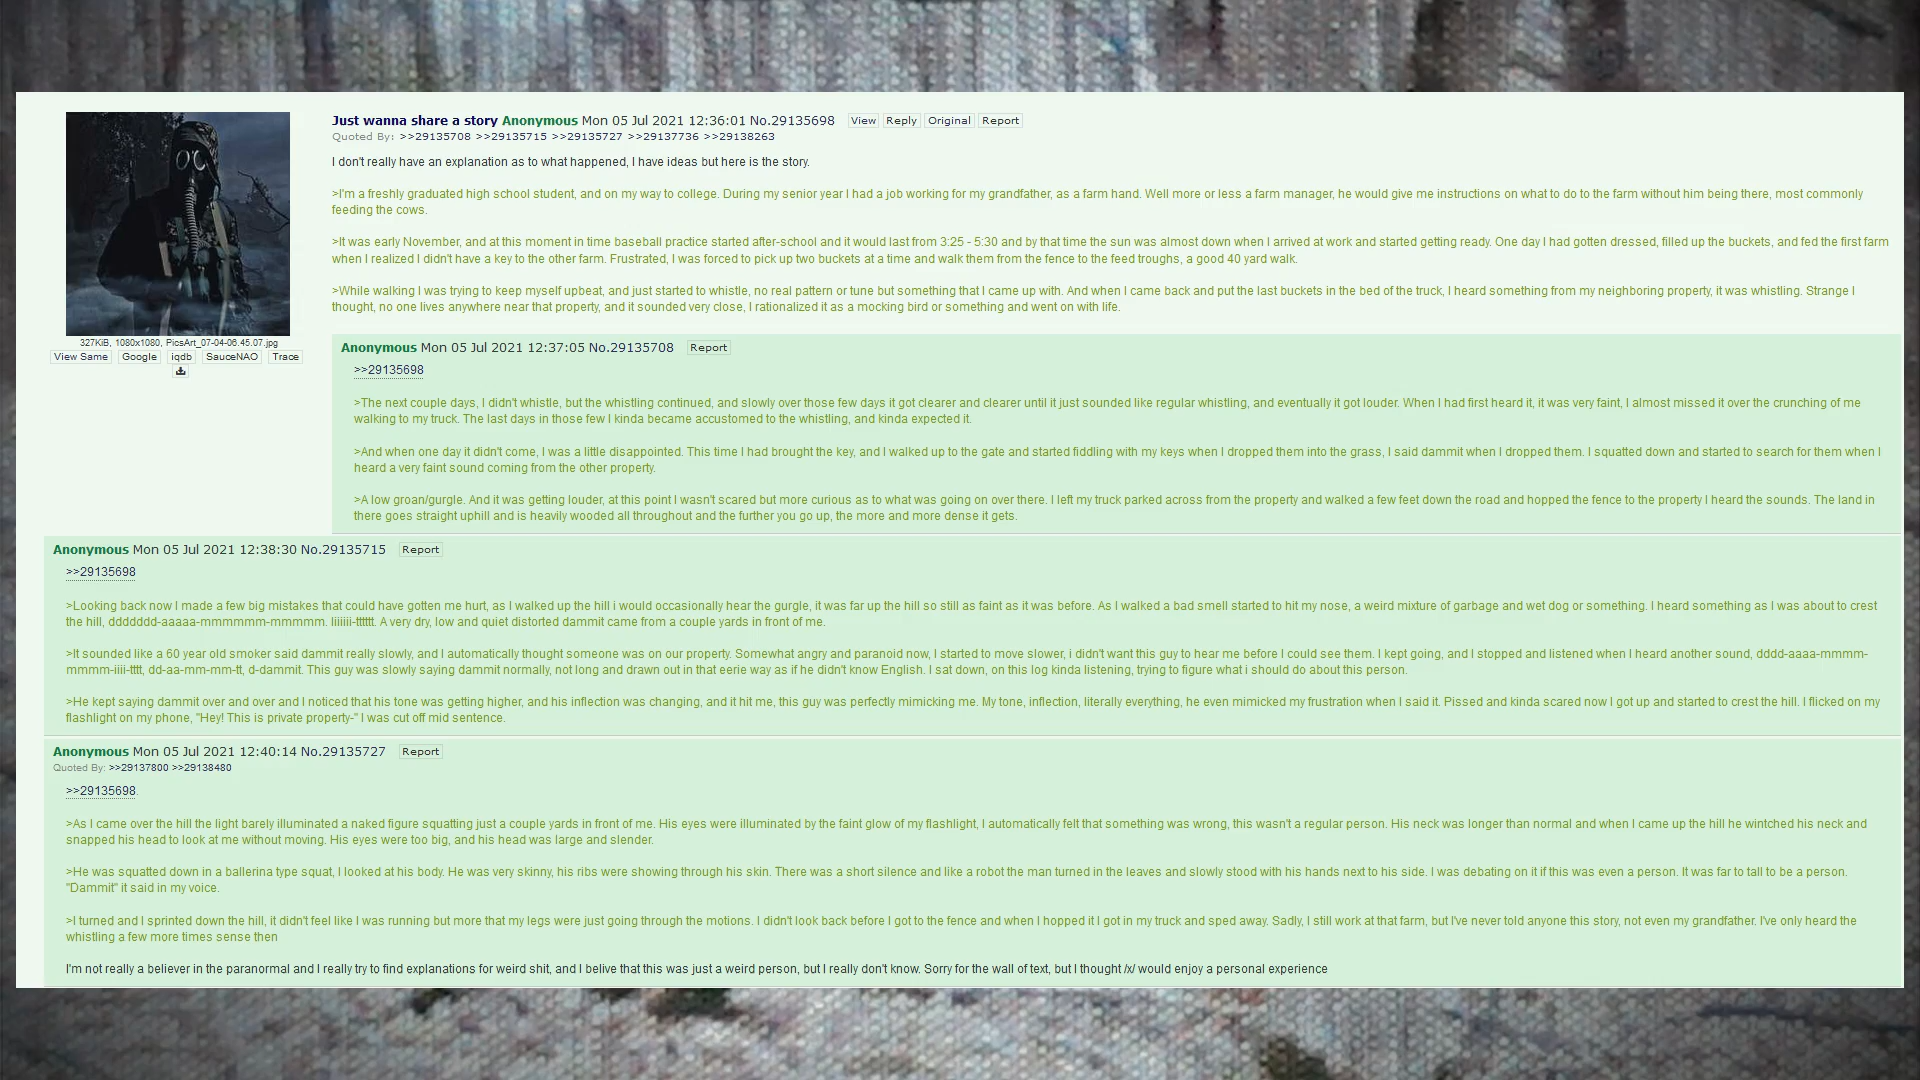 Just wanna share a story Anonymous Mon 05 Jul 2021 12:36:01 No.29135698 View Reply Original Report
Quoted By: >>29135708 >>29135715 >>29135727 >>29137736 >>29138263
I don't really have an explanation as to what happened, I have ideas but here is the story.
>I'm a freshly graduated high school student, and on my way to college. During my senior year I had a job working for my grandfather, as a farm hand. Well more or less a farm manager, he would give me instructions on what to do to the farm without him being there, most commonly
feeding the cows.
>It was early November, and at this moment in time baseball practice started after-school and it would last from 3:25 - 5:30 and by that time the sun was almost down when I arrived at work and started getting ready. One day I had gotten dressed, filled up the buckets, and fed the first farm
when I realized I didn't have a key to the other farm. Frustrated, I was forced to pick up two buckets at a time and walk them from the fence to the feed troughs, a good 40 yard walk.
>While walking I was trying to keep myself upbeat, and just started to whistle, no real pattern or tune but something that I came up with. And when I came back and put the last buckets in the bed of the truck, I heard something from my neighboring property, it was whistling. Strange I
thought, no one lives anywhere near that property, and it sounded very close, I rationalized it as a mocking bird or something and went on with life.
327KiB, 1080x1080, PicsArt_07-04-06.45.07.jpg
View Same Google iqdb SauceNAO Trace
Anonymous Mon 05 Jul 2021 12:37:05 No.29135708 Report
>>29135698
>The next couple days, I didn't whistle, but the whistling continued, and slowly over those few days it got clearer and clearer until it just sounded like regular whistling, and eventually it got louder. When I had first heard it, it was very faint, I almost missed it over the crunching of me
walking to my truck. The last days in those few I kinda became accustomed to the whistling, and kinda expected it.
>And when one day it didn't come, I was a little disappointed. This time I had brought the key, and I walked up to the gate and started fiddling with my keys when I dropped them into the grass, I said dammit when I dropped them. I squatted down and started to search for them when I
heard a very faint sound coming from the other property.
>A low groan/gurgle. And it was getting louder, at this point I wasn't scared but more curious as to what was going on over there. I left my truck parked across from the property and walked a few feet down the road and hopped the fence to the property I heard the sounds. The land in
there goes straight uphill and is heavily wooded all throughout and the further you go up, the more and more dense it gets.
Anonymous Mon 05 Jul 2021 12:38:30 No.29135715 Report
>>29135698
>Looking back now I made a few big mistakes that could have gotten me hurt, as I walked up the hill i would occasionally hear the gurgle, it was far up the hill so still as faint as it was before. As I walked a bad smell started to hit my nose, a weird mixture of garbage and wet dog or something. I heard something as I was about to crest
the hill, ddddddd-aaaaa-mmmmmm-mmmmm. Iiiiiii-tttttt. A very dry, low and quiet distorted dammit came from a couple yards in front of me.
>It sounded like a 60 year old smoker said dammit really slowly, and I automatically thought someone was on our property. Somewhat angry and paranoid now, I started to move slower, i didn't want this guy to hear me before I could see them. I kept going, and I stopped and listened when I heard another sound, dddd-aaaa-mmmm-
mmmm-iiii-tttt, dd-aa-mm-mm-tt, d-dammit. This guy was slowly saying dammit normally, not long and drawn out in that eerie way as if he didn't know English. I sat down, on this log kinda listening, trying to figure what i should do about this person.
>He kept saying dammit over and over and I noticed that his tone was getting higher, and his inflection was changing, and it hit me, this guy was perfectly mimicking me. My tone, inflection, literally everything, he even mimicked my frustration when I said it. Pissed and kinda scared now I got up and started to crest the hill. I flicked on my
flashlight on my phone, "Hey! This is private property-" I was cut off mid sentence.
Anonymous Mon 05 Jul 2021 12:40:14 No.29135727 Report
Quoted By: >>29137800 >>29138480
>>29135698
>As I came over the hill the light barely illuminated a naked figure squatting just a couple yards in front of me. His eyes were illuminated by the faint glow of my flashlight, I automatically felt that something was wrong, this wasn't a regular person. His neck was longer than normal and when I came up the hill he wintched his neck and
snapped his head to look at me without moving. His eyes were too big, and his head was large and slender.
>He was squatted down in a ballerina type squat, I looked at his body. He was very skinny, his ribs were showing through his skin. There was a short silence and like a robot the man turned in the leaves and slowly stood with his hands next to his side. I was debating on it if this was even a person. It was far to tall to be a person.
"Dammit" it said in my voice.
>I turned and I sprinted down the hill, it didn't feel like I was running but more that my legs were just going through the motions. I didn't look back before I got to the fence and when I hopped it I got in my truck and sped away. Sadly, I still work at that farm, but I've never told anyone this story, not even my grandfather. I've only heard the
whistling a few more times sense then
I'm not really a believer in the paranormal and I really try to find explanations for weird shit, and I belive that this was just a weird person, but I really don't know. Sorry for the wall of text, but I thought /x/ would enjoy a personal experience